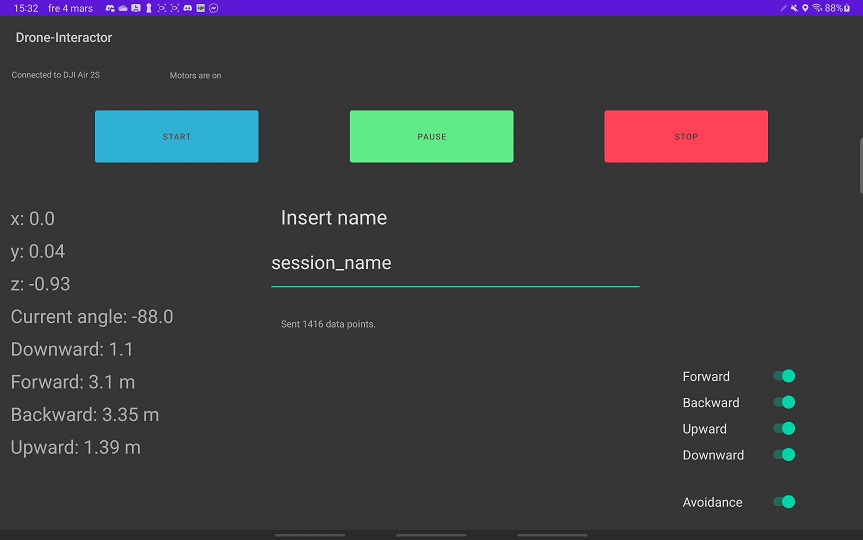 15:32 fre 4 mars 88%
Drone-Interactor
Connected to DJI Air 2S Motors are on
START PAUSE STOP
x: 0.0
y: 0.04
z: -0.93
Current angle: -88.0
Downward: 1.1
Forward: 3.1 m
Backward: 3.35 m
Upward: 1.39 m
Insert name
session_name
Sent 1416 data points.
Forward
Backward
Upward
Downward
Avoidance